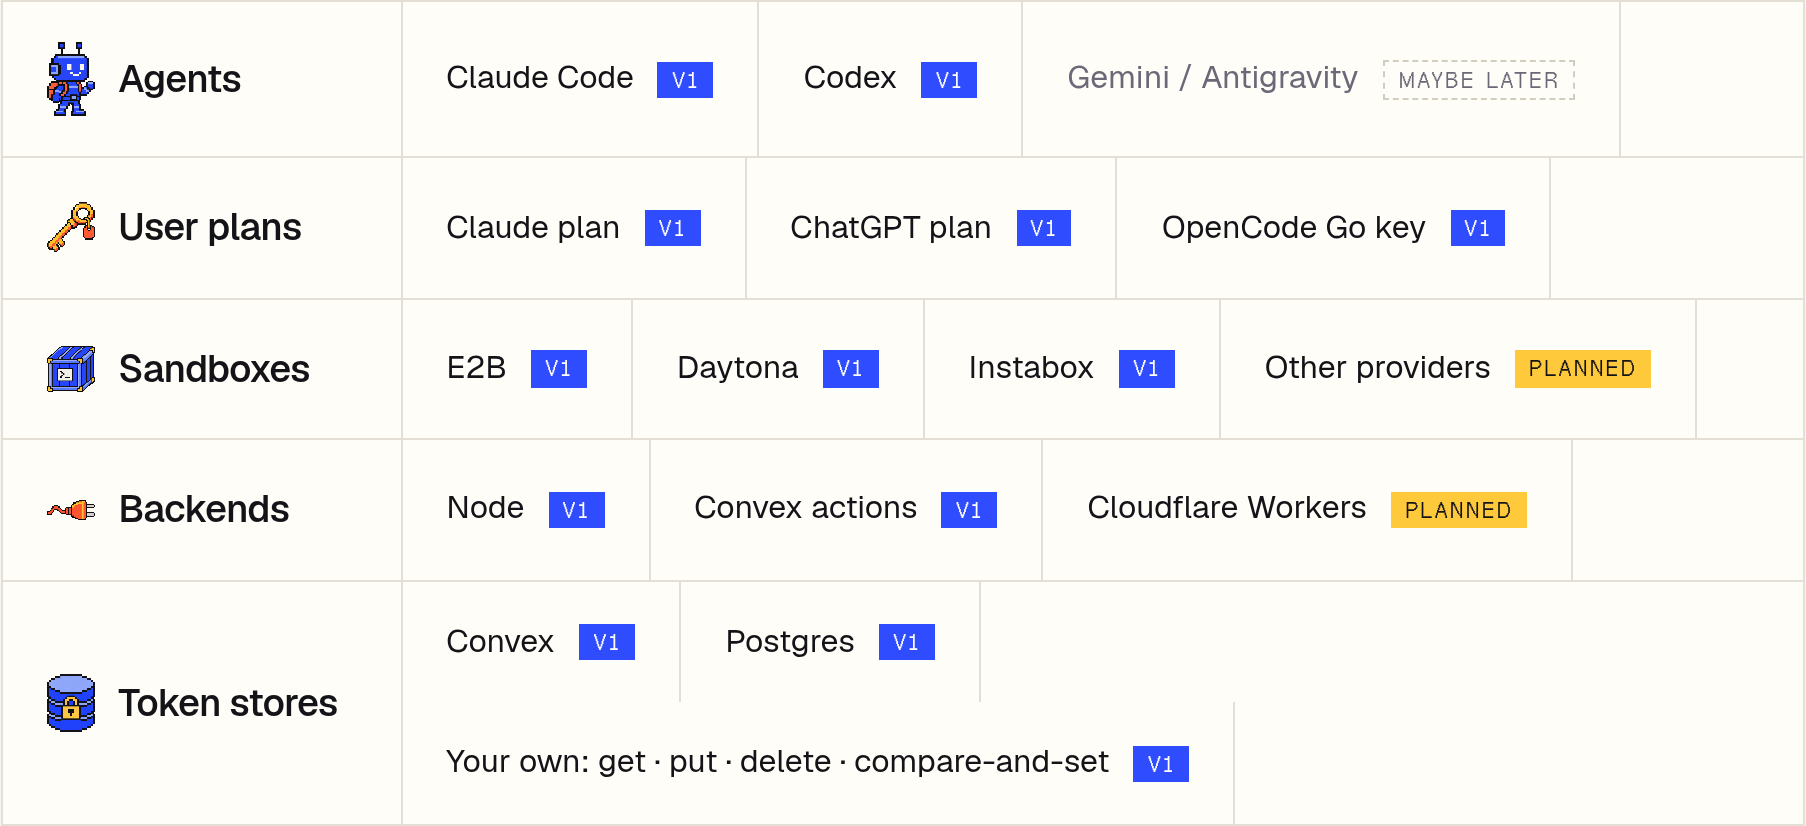 Agents Claude Code V1 Codex V1 Gemini / Antigravity MAYBE LATER
User plans Claude plan V1 ChatGPT plan V1 OpenCode Go key V1
Sandboxes E2B V1 Daytona V1 Instabox V1 Other providers PLANNED
Backends Node V1 Convex actions V1 Cloudflare Workers PLANNED
Token stores Convex V1 Postgres V1
Your own: get · put · delete · compare-and-set V1